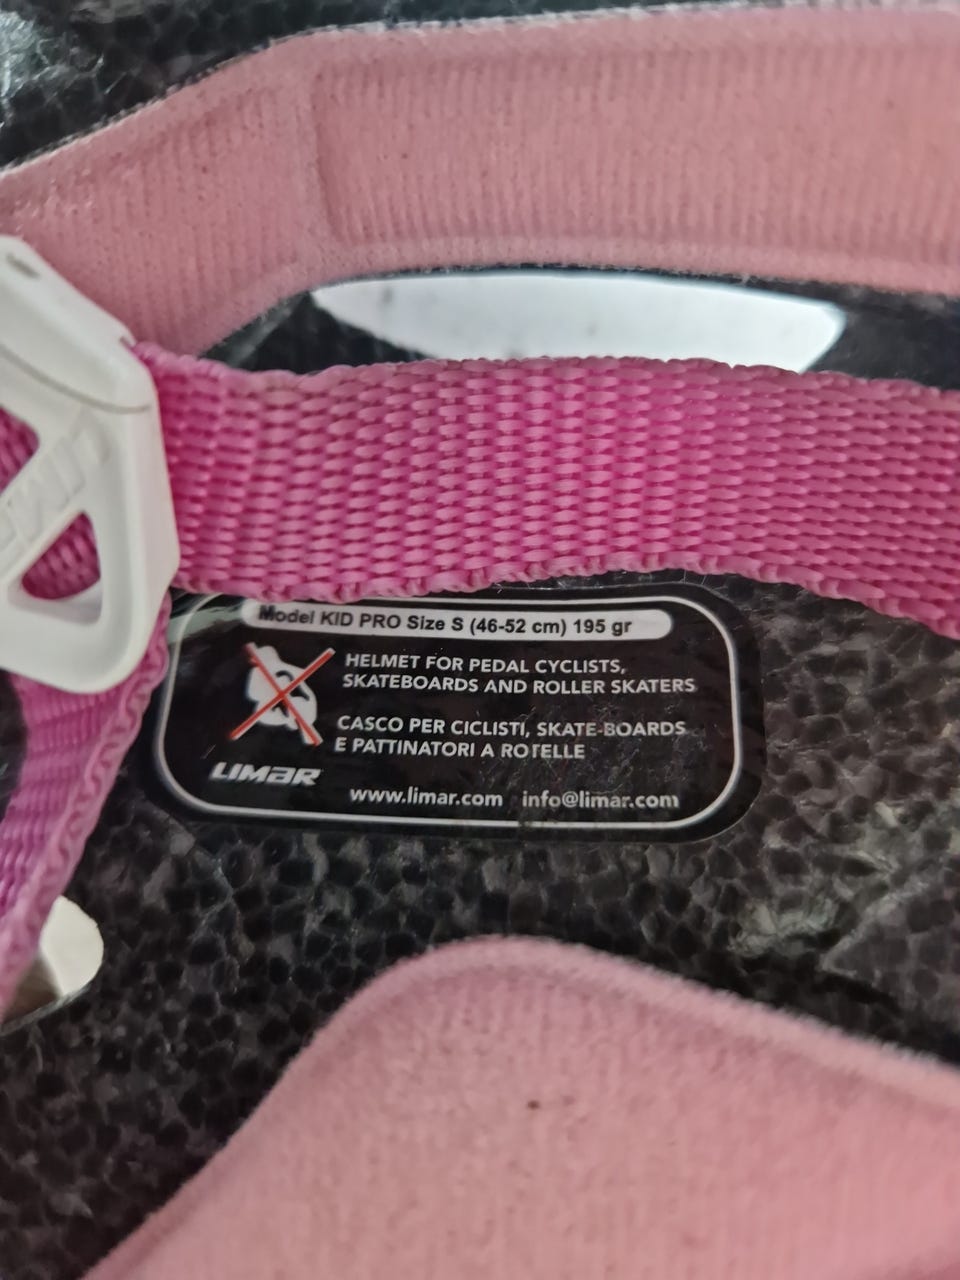 Model KID PRO Size S (46-52 cm) 195 gr
HELMET FOR PEDAL CYCLISTS,
SKATEBOARDS AND ROLLER SKATERS
CASCO PER CICLISTI, SKATE-BOARDS
E PATTINATORI A ROTELLE
LIMAR
www.limar.com info@limar.com